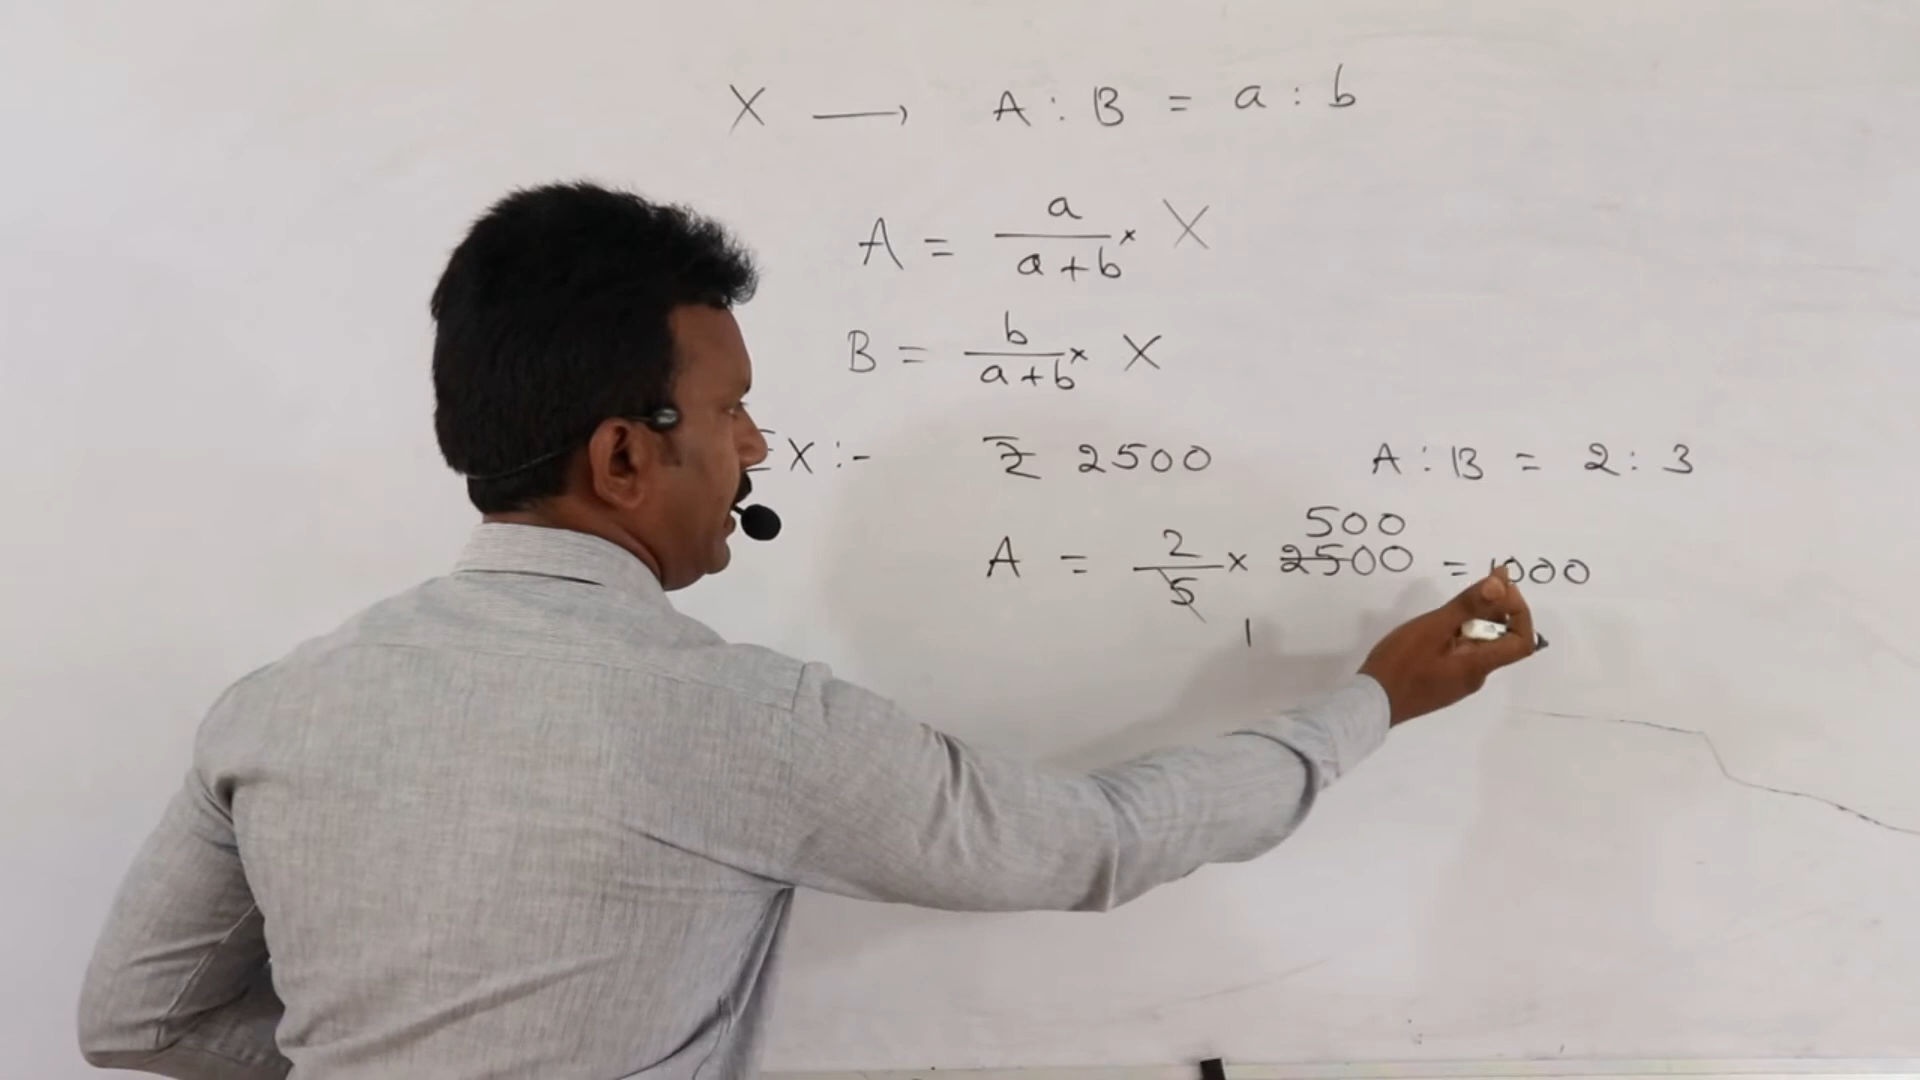 X → A : B = a : b
A = a/(a+b) × X
B = b/(a+b) × X
EX :- ₹ 2500 A : B = 2 : 3
500
A = 2/5 × 2500 = 1000
1